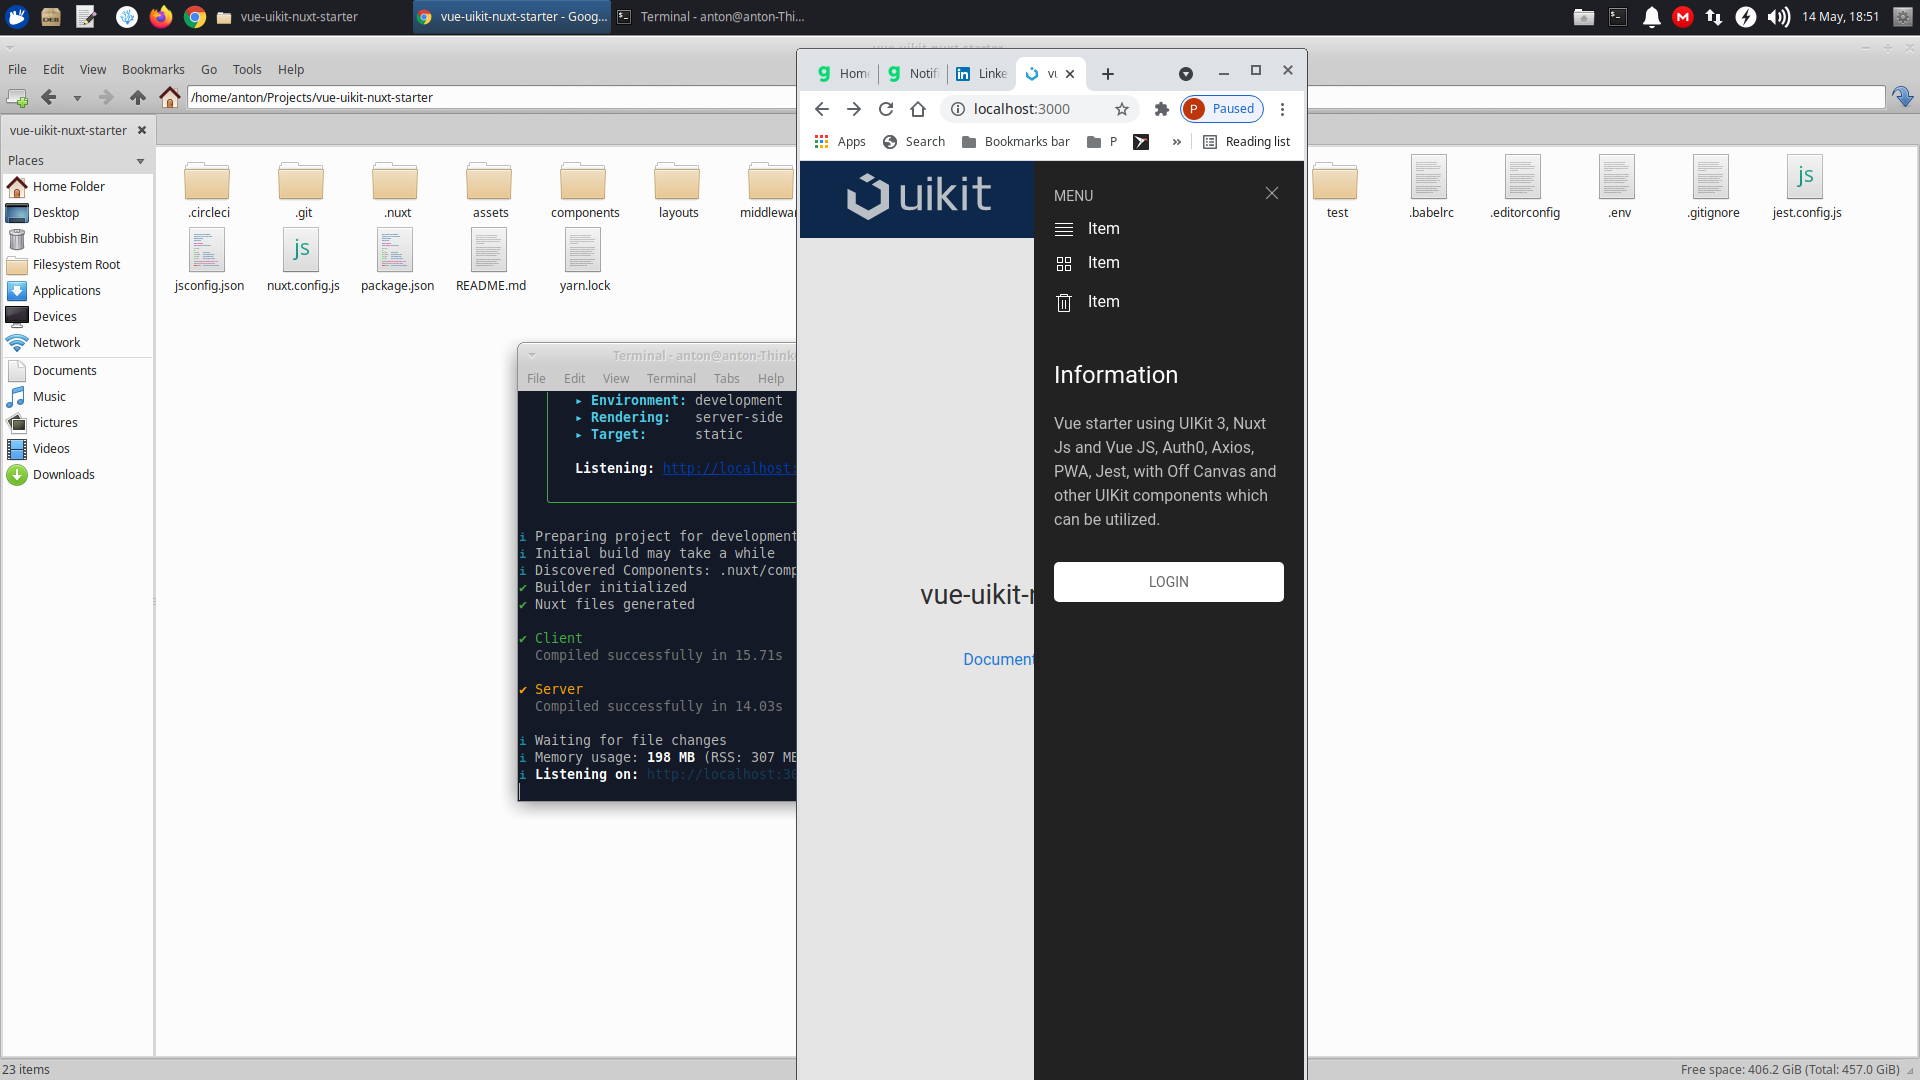 vue-uikit-nuxt-starter
vue-uikit-nuxt-starter - Goog...
Terminal - anton@anton-Thi...
M
14 May, 18:51
File Edit View Bookmarks Go Tools Help
/home/anton/Projects/vue-uikit-nuxt-starter
vue-uikit-nuxt-starter
Places
Home Folder
Desktop
Rubbish Bin
Filesystem Root
Applications
Devices
Network
Documents
Music
Pictures
Videos
Downloads
.circleci
.git
.nuxt
assets
components
layouts
middlewar
test
.babelrc
.editorconfig
.env
.gitignore
js
jest.config.js
jsconfig.json
js
nuxt.config.js
package.json
README.md
yarn.lock
Terminal - anton@anton-Think
File Edit View Terminal Tabs Help
▸ Environment: development
▸ Rendering: server-side
▸ Target: static
Listening: http://localhost:
i Preparing project for development
i Initial build may take a while
i Discovered Components: .nuxt/comp
✔ Builder initialized
✔ Nuxt files generated
✔ Client
Compiled successfully in 15.71s
✔ Server
Compiled successfully in 14.03s
i Waiting for file changes
i Memory usage: 198 MB (RSS: 307 MB
i Listening on: http://localhost:30
Hom
Notif
in
Linke
vu
localhost:3000
P Paused
Apps
Search
Bookmarks bar
P
»
Reading list
uikit
vue-uikit-n
Document
MENU
Item
Item
Item
Information
Vue starter using UIKit 3, Nuxt
Js and Vue JS, Auth0, Axios,
PWA, Jest, with Off Canvas and
other UIKit components which
can be utilized.
LOGIN
23 items
Free space: 406.2 GiB (Total: 457.0 GiB)